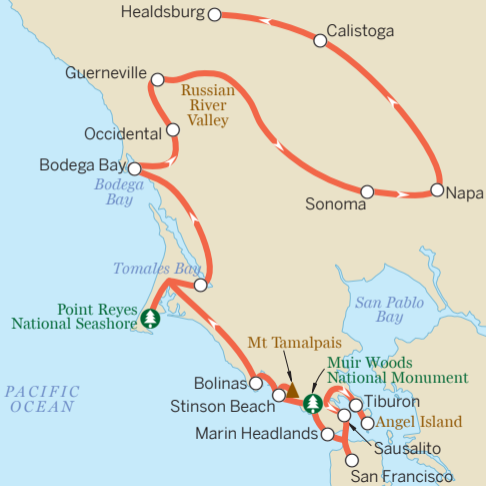 Healdsburg
Calistoga
Guerneville
Russian
River
Valley
Occidental
Bodega Bay
Bodega
Bay
Sonoma
Napa
Tomales Bay
San Pablo
Bay
Point Reyes
National Seashore
Mt Tamalpais
Muir Woods
National Monument
Bolinas
PACIFIC
OCEAN
Stinson Beach
Tiburon
Angel Island
Marin Headlands
Sausalito
San Francisco